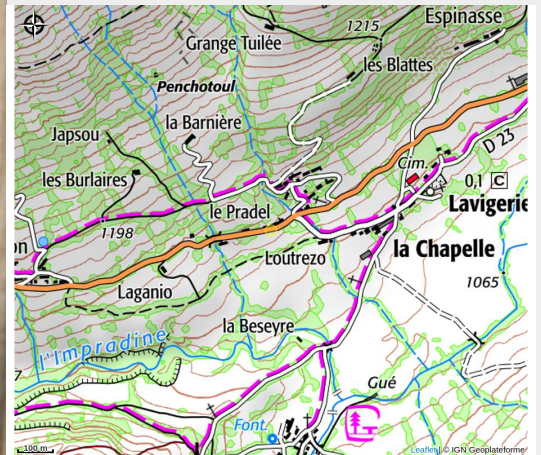 Espinasse
1215
Grange Tuilée
les Blattes
Penchotoul
la Barnière
Japsou
Cim.
D 23
les Burlaires
0,1 C
Lavigerie
le Pradel
1198
la Chapelle
Loutrezo
1065
Laganio
la Beseyre
l'Impradine
7
Gué
Font.
100 m
Leaflet | © IGN Geoplateforme